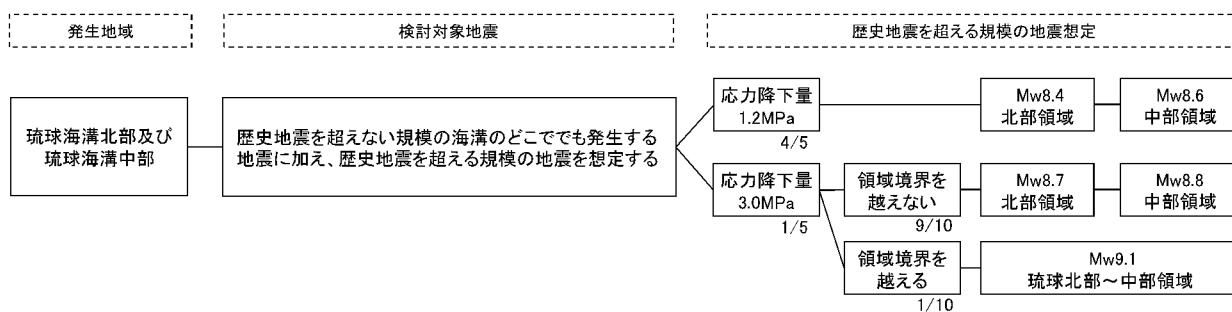 発生地域
検討対象地震
歴史地震を超える規模の地震想定
琉球海溝北部及び
琉球海溝中部
歴史地震を超えない規模の海溝のどこででも発生する
地震に加え、歴史地震を超える規模の地震を想定する
応力降下量
1.2MPa
4/5
Mw8.4
北部領域
Mw8.6
中部領域
応力降下量
3.0MPa
1/5
領域境界を
越えない
9/10
Mw8.7
北部領域
Mw8.8
中部領域
領域境界を
越える
1/10
Mw9.1
琉球北部～中部領域